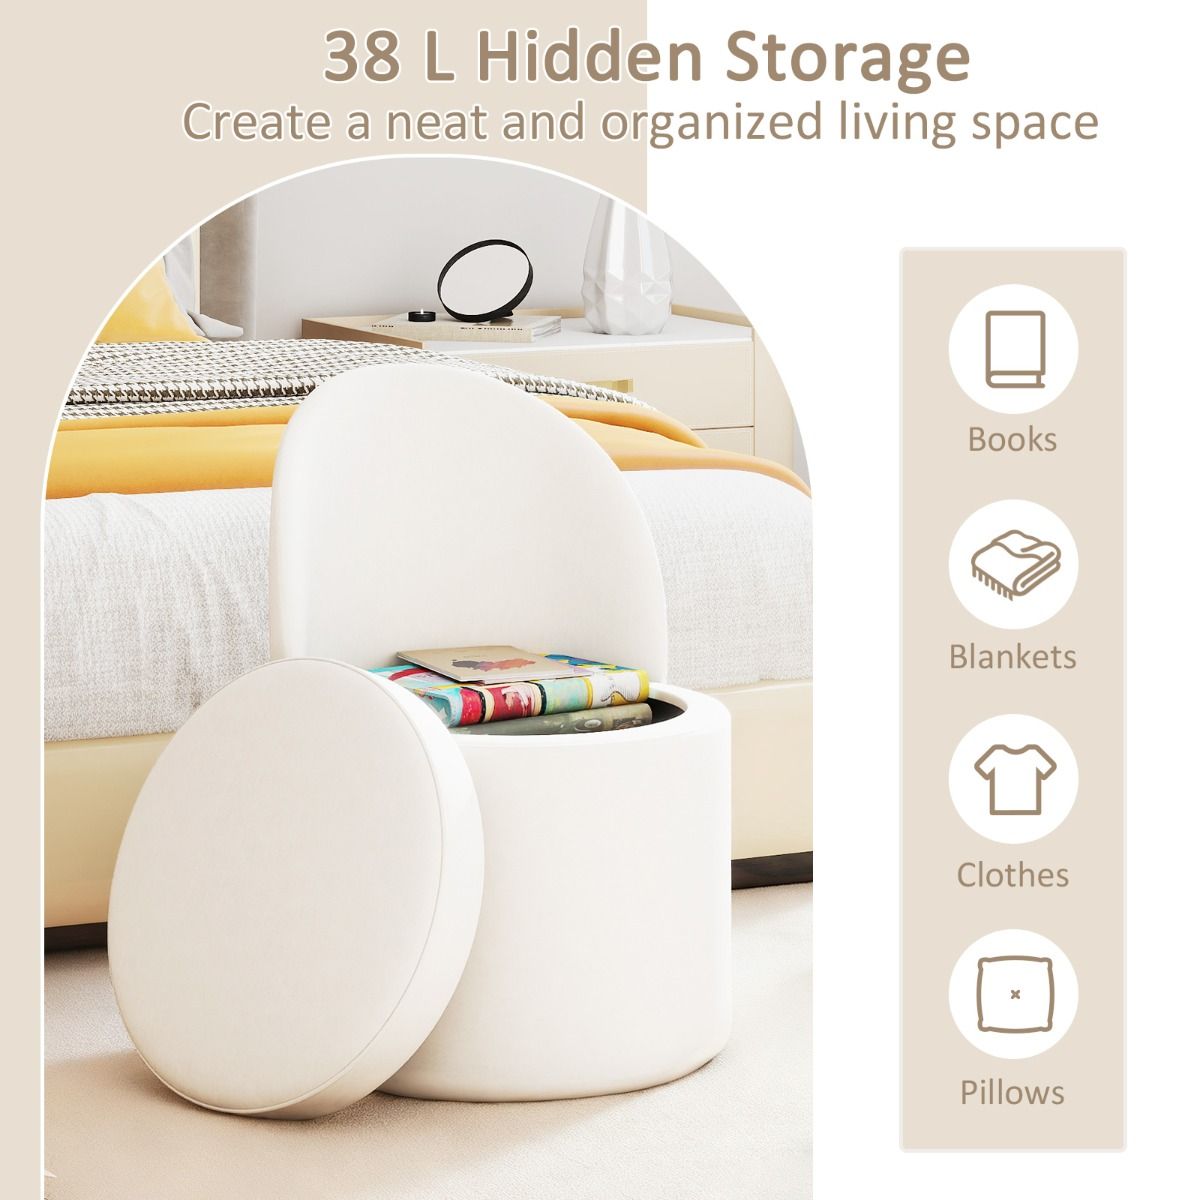 38 L Hidden Storage
Create a neat and organized living space
Books
Blankets
Clothes
Pillows